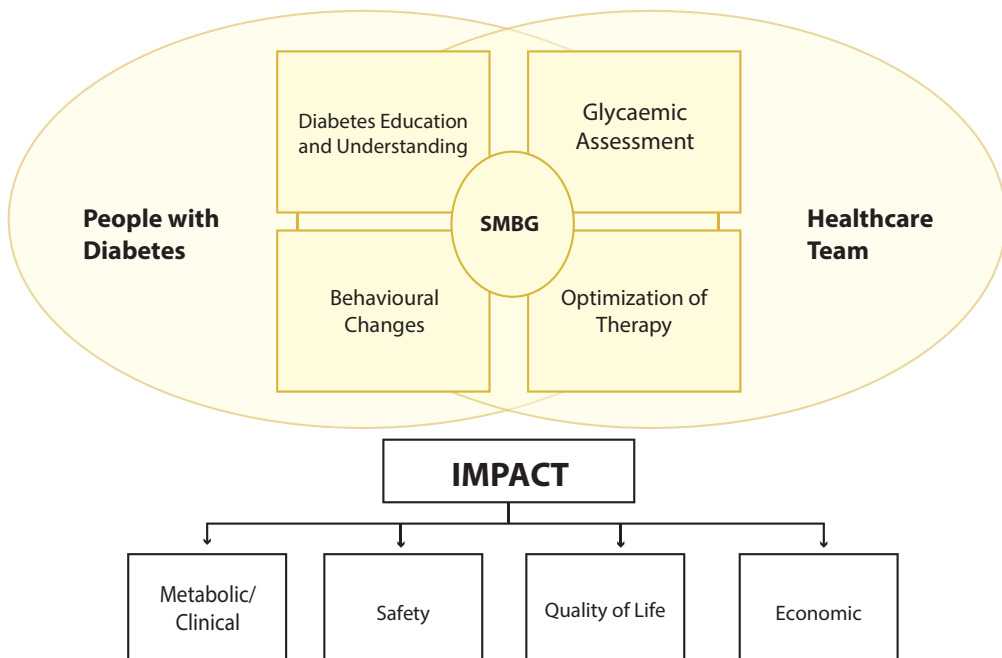 Diabetes Education
and Understanding
Glycaemic
Assessment
People with
Diabetes
SMBG
Healthcare
Team
Behavioural
Changes
Optimization of
Therapy
IMPACT
Metabolic/
Clinical
Safety
Quality of Life
Economic